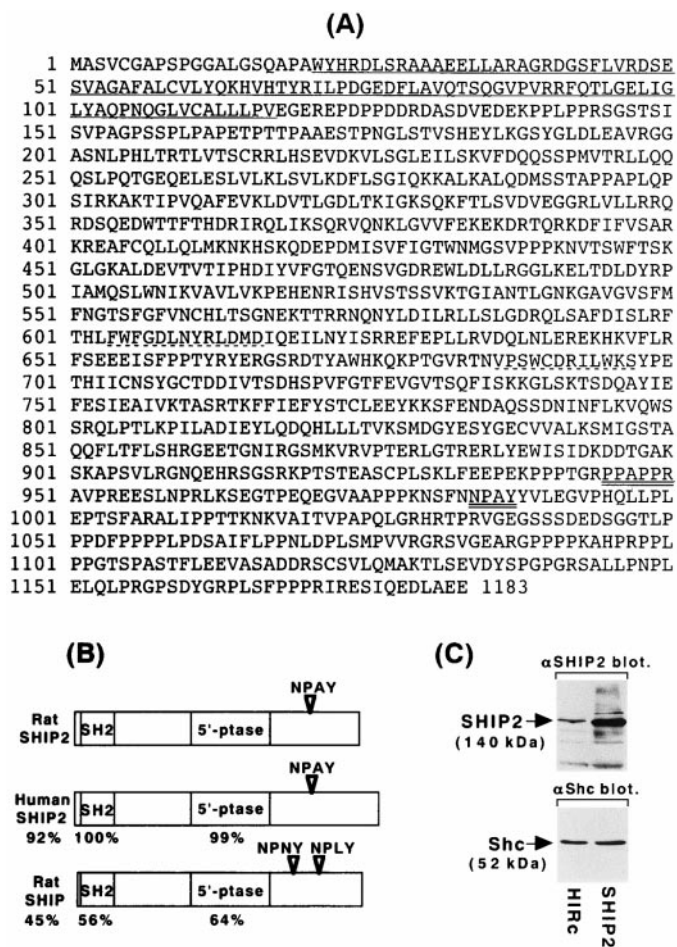 (A)
1 MASVCGAPSPGGALGSQAPAWYHRDLSRAAAEELLARAGRDGSFLVRDSE
51 SVAGAFALCVLYQKHVHTYRILPDGEDFLAVQTSQGVPVRRFQTLGELIG
101 LYAQPNQGLVCALLLPVEGEREPDPPDDRDASDVEDEKPPLPPRSGSTSI
151 SVPAGPSSPLPAPETPTTPAAESTPNGLSTVSHEYLKGSYGLDLEAVRGG
201 ASNLPHLTRTLVTSCRRLHSEVDKVLSGLEILSKVFDQQSSPMVTRLLQQ
251 QSLPQTGEQELESLVLKLSVLKDFLSGIQKKALKALQDMSSTAPPAPLQP
301 SIRKAKTIPVQAFEVKLDVTLGDLTKIGKSQKFTLSVDVEGGRLVLLRRQ
351 RDSQEDWTTFTHDRIRQLIKSQRVQNKLGVVFEKEKDRTQRKDFIFVSAR
401 KREAFCQLLQLMKNKHSKQDEPDMISVFIGTWNMGSVPPPKNVTSWFTSK
451 GLGKALDEVTVTIPHDIYVFGTQENSVGDREWLDLLRGGLKELTDLDYRP
501 IAMQSLWNIKVAVLVKPEHENRISHVSTSSVKTGIANTLGNKGAVGVSFM
551 FNGTSFGFVNCHLTSGNEKTTRRNQNYLDILRLLSLGDRQLSAFDISLRF
601 THLFWFGDLNYRLDMDIQEILNYISRREFEPLLRVDQLNLEREKHKVFLR
651 FSEEEISFPPTYRYERGSRDTYAWHKQKPTGVRTNVPSWCDRILWKSYPE
701 THIICNSYGCTDDIVTSDHSPVFGTFEVGVTSQFISKKGLSKTSDQAYIE
751 FESIEAIVKTASRTKFFIEFYSTCLEEYKKSFENDAQSSDNINFLKVQWS
801 SRQLPTLKPILADIEYLQDQHLLLTVKSMDGYESYGECVVALKSMIGSTA
851 QQFLTFLSHRGEETGNIRGSMKVRVPTERLGTRERLYEWISIDKDDTGAK
901 SKAPSVLRGNQEHRSGSRKPTSTEASCPLSKLFEEPEKPPPTGRPPAPPR
951 AVPREESLNPRLKSEGTPEQEGVAAPPPKNSFNNPAYYVLEGVPHQLLPL
1001 EPTSFARALIPPTTKNKVAITVPAPQLGRHRTPRVGEGSSSDEDSGGTLP
1051 PPDFPPPPLPDSAIFLPPNLDPLSMPVVRGRSVGEARGPPPPKAHPRPPL
1101 PPGTSPASTFLEEVASADDRSCSVLQMAKTLSEVDYSPGPGRSALLPNPL
1151 ELQLPRGPSDYGRPLSFPPPRIRESIQEDLAEE 1183
(B)
NPAY
Rat SHIP2
SH2 5'-ptase
NPAY
Human SHIP2
SH2 5'-ptase
92% 100% 99%
NPNY NPLY
Rat SHIP
SH2 5'-ptase
45% 56% 64%
(C)
αSHIP2 blot.
SHIP2
(140 kDa)
αShc blot.
Shc
(52 kDa)
HIRc
SHIP2